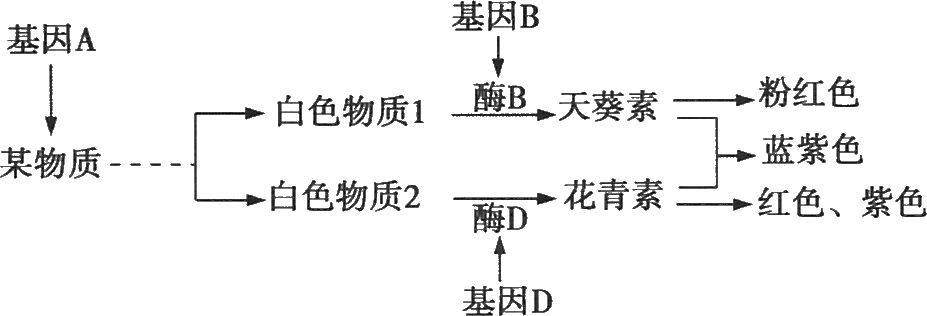 基因A
基因B
某物质
白色物质1
酶B
天葵素
粉红色
蓝紫色
白色物质2
酶D
花青素
红色、紫色
基因D